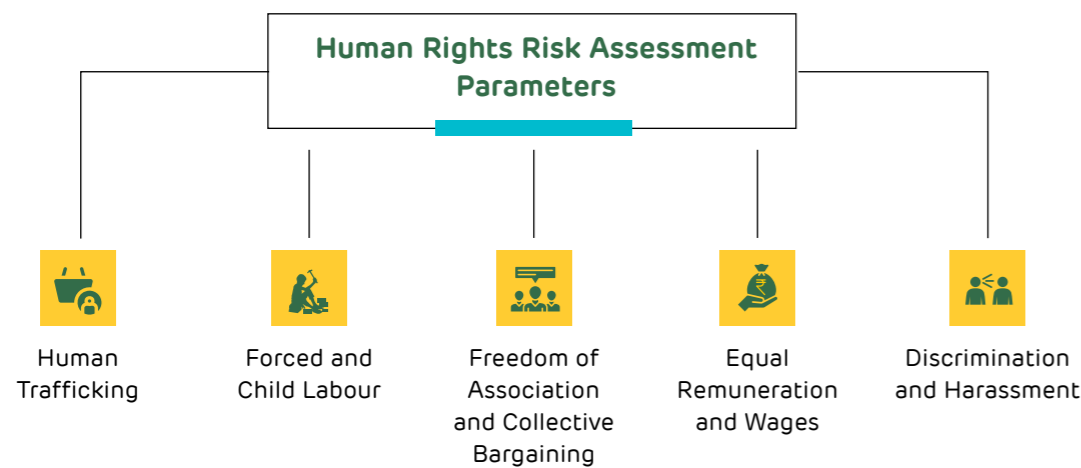 Human Rights Risk Assessment
Parameters
Human
Trafficking
Forced and
Child Labour
Freedom of
Association
and Collective
Bargaining
Equal
Remuneration
and Wages
Discrimination
and Harassment